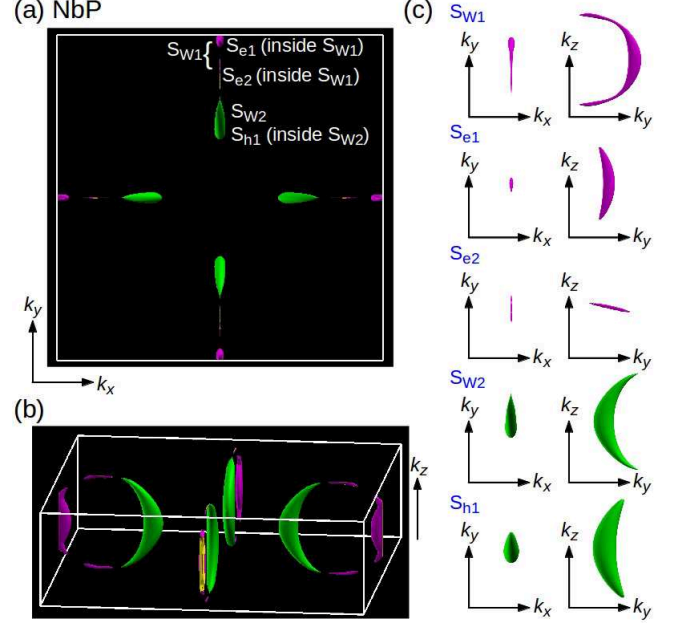 (a) NbP
S_W1 { S_e1 (inside S_W1)
S_e2 (inside S_W1)
S_W2
S_h1 (inside S_W2)
k_y
k_x
(b)
k_z
(c)
S_W1
k_y k_z
k_x k_y
S_e1
k_y k_z
k_x k_y
S_e2
k_y k_z
k_x k_y
S_W2
k_y k_z
k_x k_y
S_h1
k_y k_z
k_x k_y